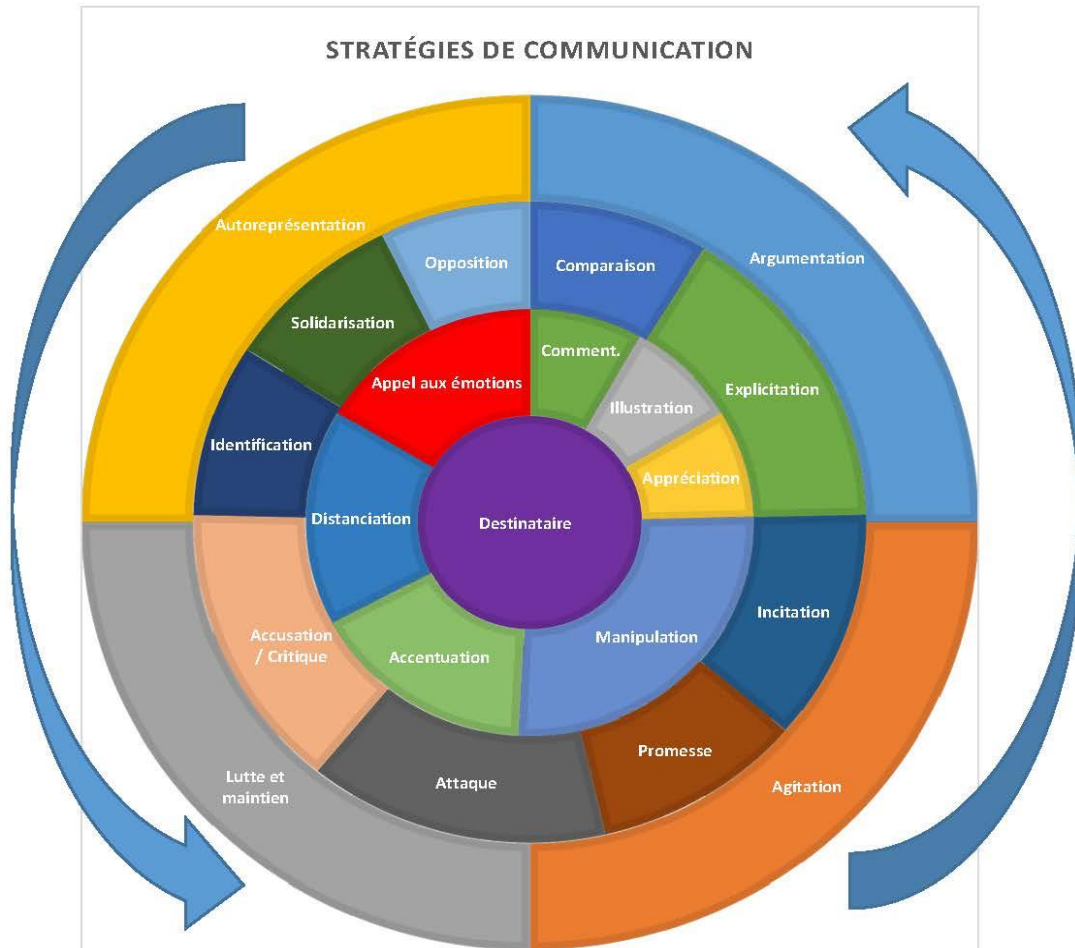 STRATÉGIES DE COMMUNICATION
Autoreprésentation
Opposition
Comparaison
Argumentation
Solidarisation
Appel aux émotions
Comment.
Illustration
Explicitation
Identification
Distanciation
Destinataire
Appréciation
Accusation
/ Critique
Accentuation
Manipulation
Incitation
Lutte et
maintien
Attaque
Promesse
Agitation